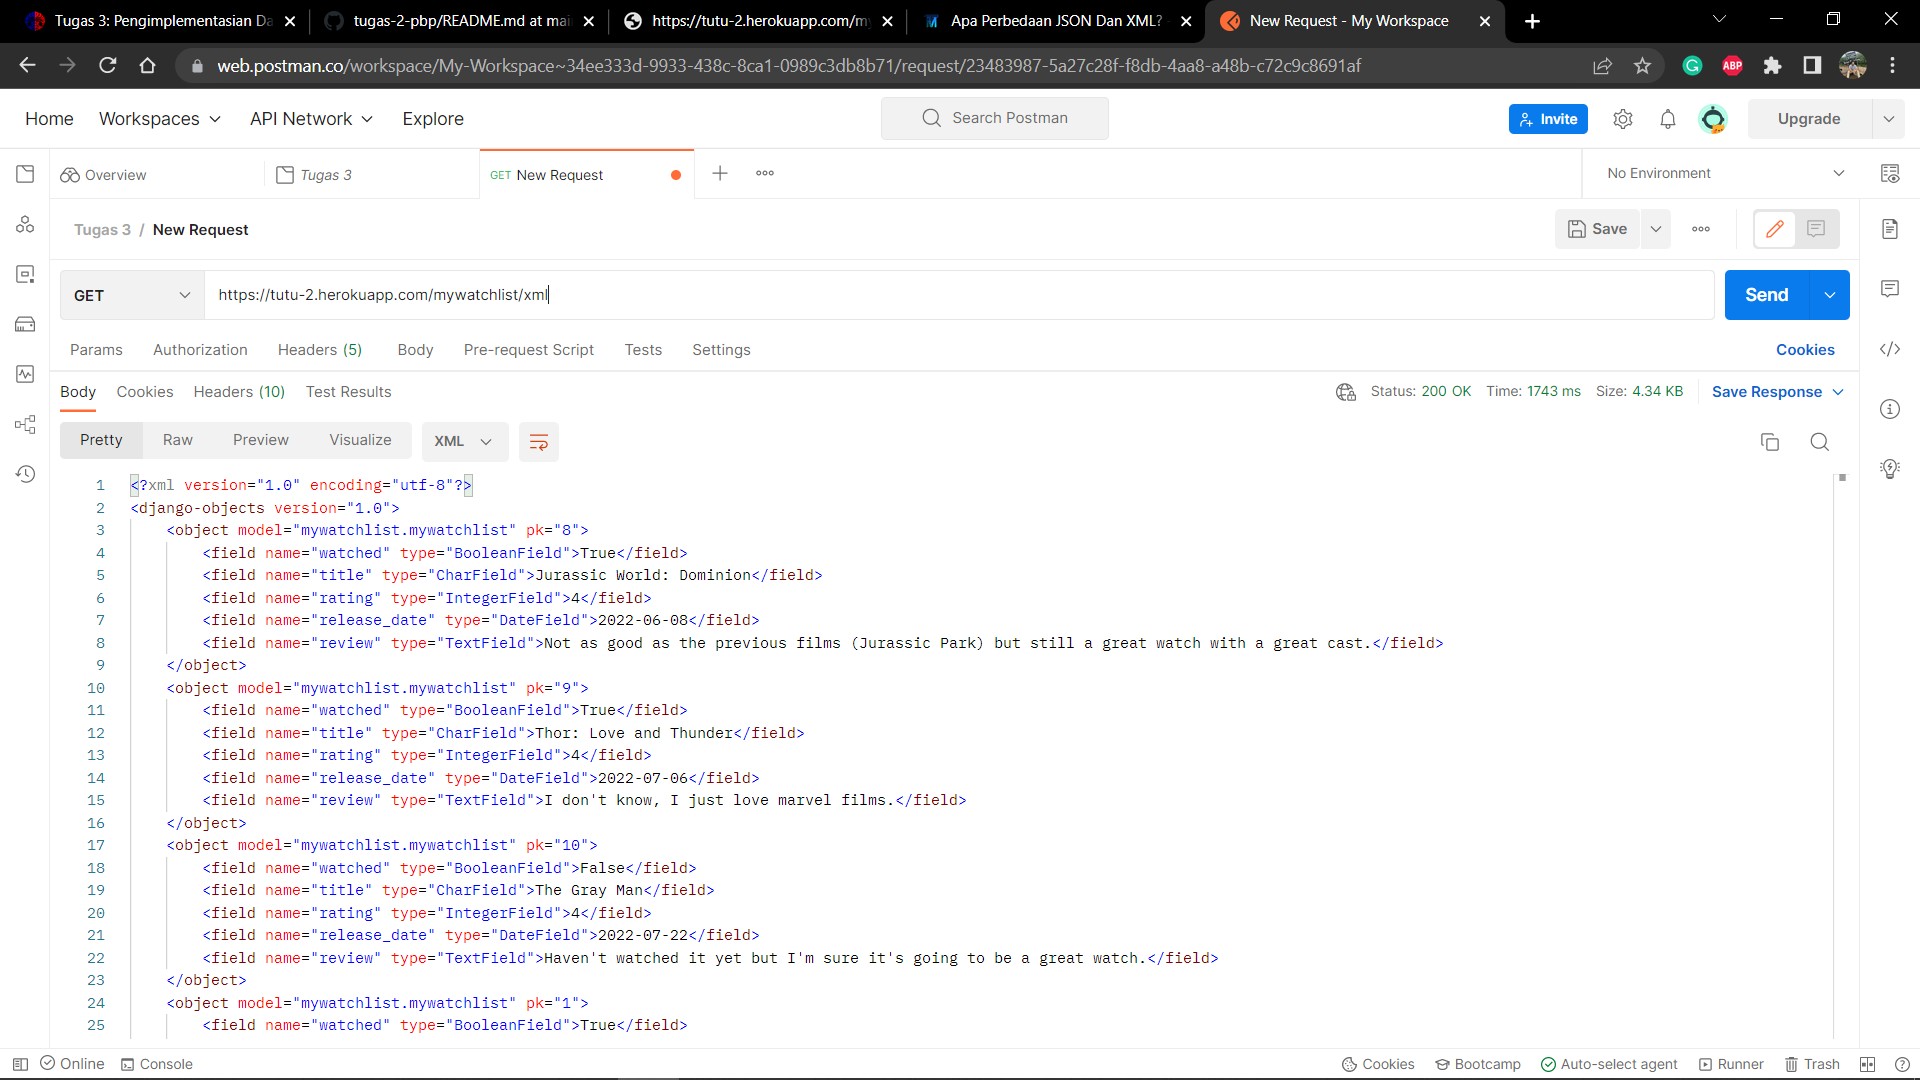 Tugas 3: Pengimplementasian Da
tugas-2-pbp/README.md at mai
https://tutu-2.herokuapp.com/m
Apa Perbedaan JSON Dan XML?
New Request - My Workspace
web.postman.co/workspace/My-Workspace~34ee333d-9933-438c-8ca1-0989c3db8b71/request/23483987-5a27c28f-f8db-4aa8-a48b-c72c9c8691af
ABP
Home Workspaces API Network Explore
Search Postman
Invite
Upgrade
Overview
Tugas 3
GET New Request
No Environment
Tugas 3 / New Request
Save
GET
https://tutu-2.herokuapp.com/mywatchlist/xml
Send
Params Authorization Headers (5) Body Pre-request Script Tests Settings
Cookies
Body Cookies Headers (10) Test Results
Status: 200 OK Time: 1743 ms Size: 4.34 KB Save Response
Pretty Raw Preview Visualize XML
1 <?xml version="1.0" encoding="utf-8"?>
2 <django-objects version="1.0">
3 <object model="mywatchlist.mywatchlist" pk="8">
4 <field name="watched" type="BooleanField">True</field>
5 <field name="title" type="CharField">Jurassic World: Dominion</field>
6 <field name="rating" type="IntegerField">4</field>
7 <field name="release_date" type="DateField">2022-06-08</field>
8 <field name="review" type="TextField">Not as good as the previous films (Jurassic Park) but still a great watch with a great cast.</field>
9 </object>
10 <object model="mywatchlist.mywatchlist" pk="9">
11 <field name="watched" type="BooleanField">True</field>
12 <field name="title" type="CharField">Thor: Love and Thunder</field>
13 <field name="rating" type="IntegerField">4</field>
14 <field name="release_date" type="DateField">2022-07-06</field>
15 <field name="review" type="TextField">I don't know, I just love marvel films.</field>
16 </object>
17 <object model="mywatchlist.mywatchlist" pk="10">
18 <field name="watched" type="BooleanField">False</field>
19 <field name="title" type="CharField">The Gray Man</field>
20 <field name="rating" type="IntegerField">4</field>
21 <field name="release_date" type="DateField">2022-07-22</field>
22 <field name="review" type="TextField">Haven't watched it yet but I'm sure it's going to be a great watch.</field>
23 </object>
24 <object model="mywatchlist.mywatchlist" pk="1">
25 <field name="watched" type="BooleanField">True</field>
Online Console
Cookies Bootcamp Auto-select agent Runner Trash